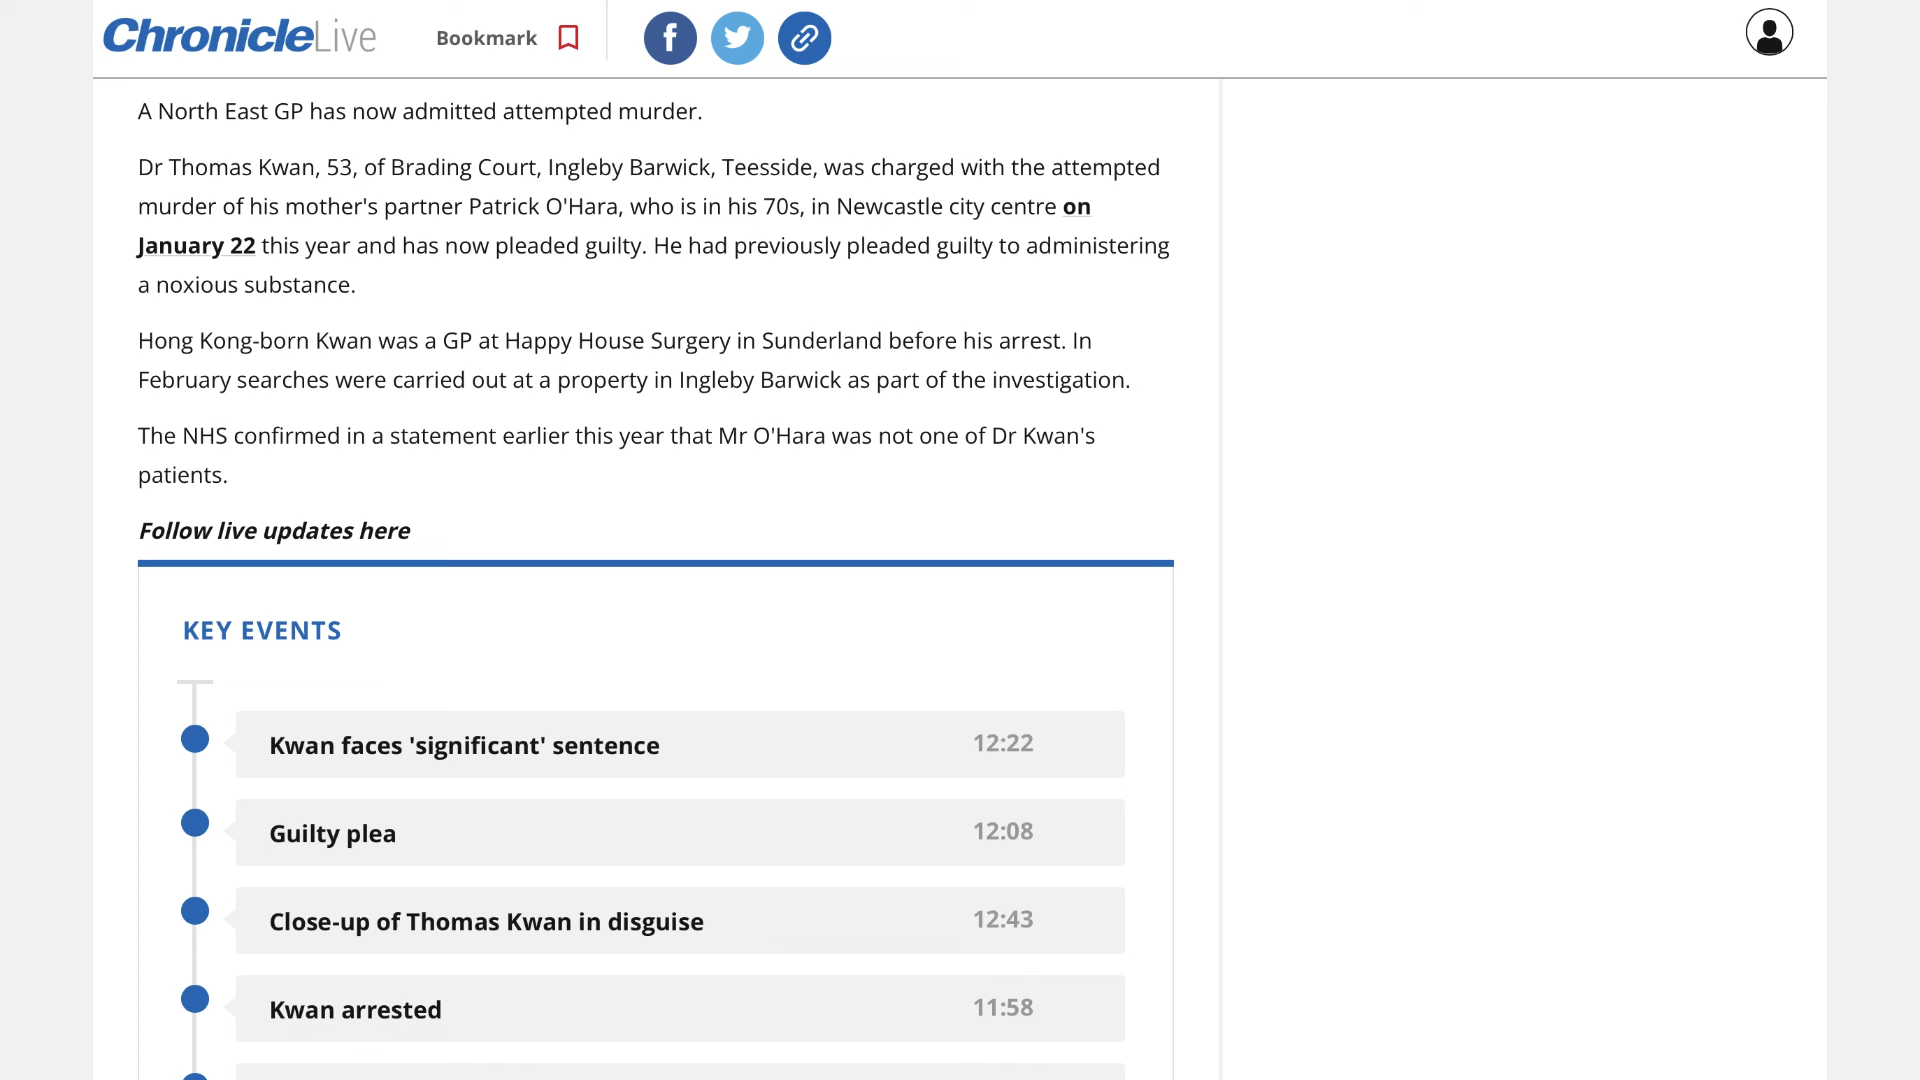 ChronicleLive
Bookmark
A North East GP has now admitted attempted murder.
Dr Thomas Kwan, 53, of Brading Court, Ingleby Barwick, Teesside, was charged with the attempted
murder of his mother's partner Patrick O'Hara, who is in his 70s, in Newcastle city centre on
January 22 this year and has now pleaded guilty. He had previously pleaded guilty to administering
a noxious substance.
Hong Kong-born Kwan was a GP at Happy House Surgery in Sunderland before his arrest. In
February searches were carried out at a property in Ingleby Barwick as part of the investigation.
The NHS confirmed in a statement earlier this year that Mr O'Hara was not one of Dr Kwan's
patients.
Follow live updates here
KEY EVENTS
Kwan faces 'significant' sentence 12:22
Guilty plea 12:08
Close-up of Thomas Kwan in disguise 12:43
Kwan arrested 11:58